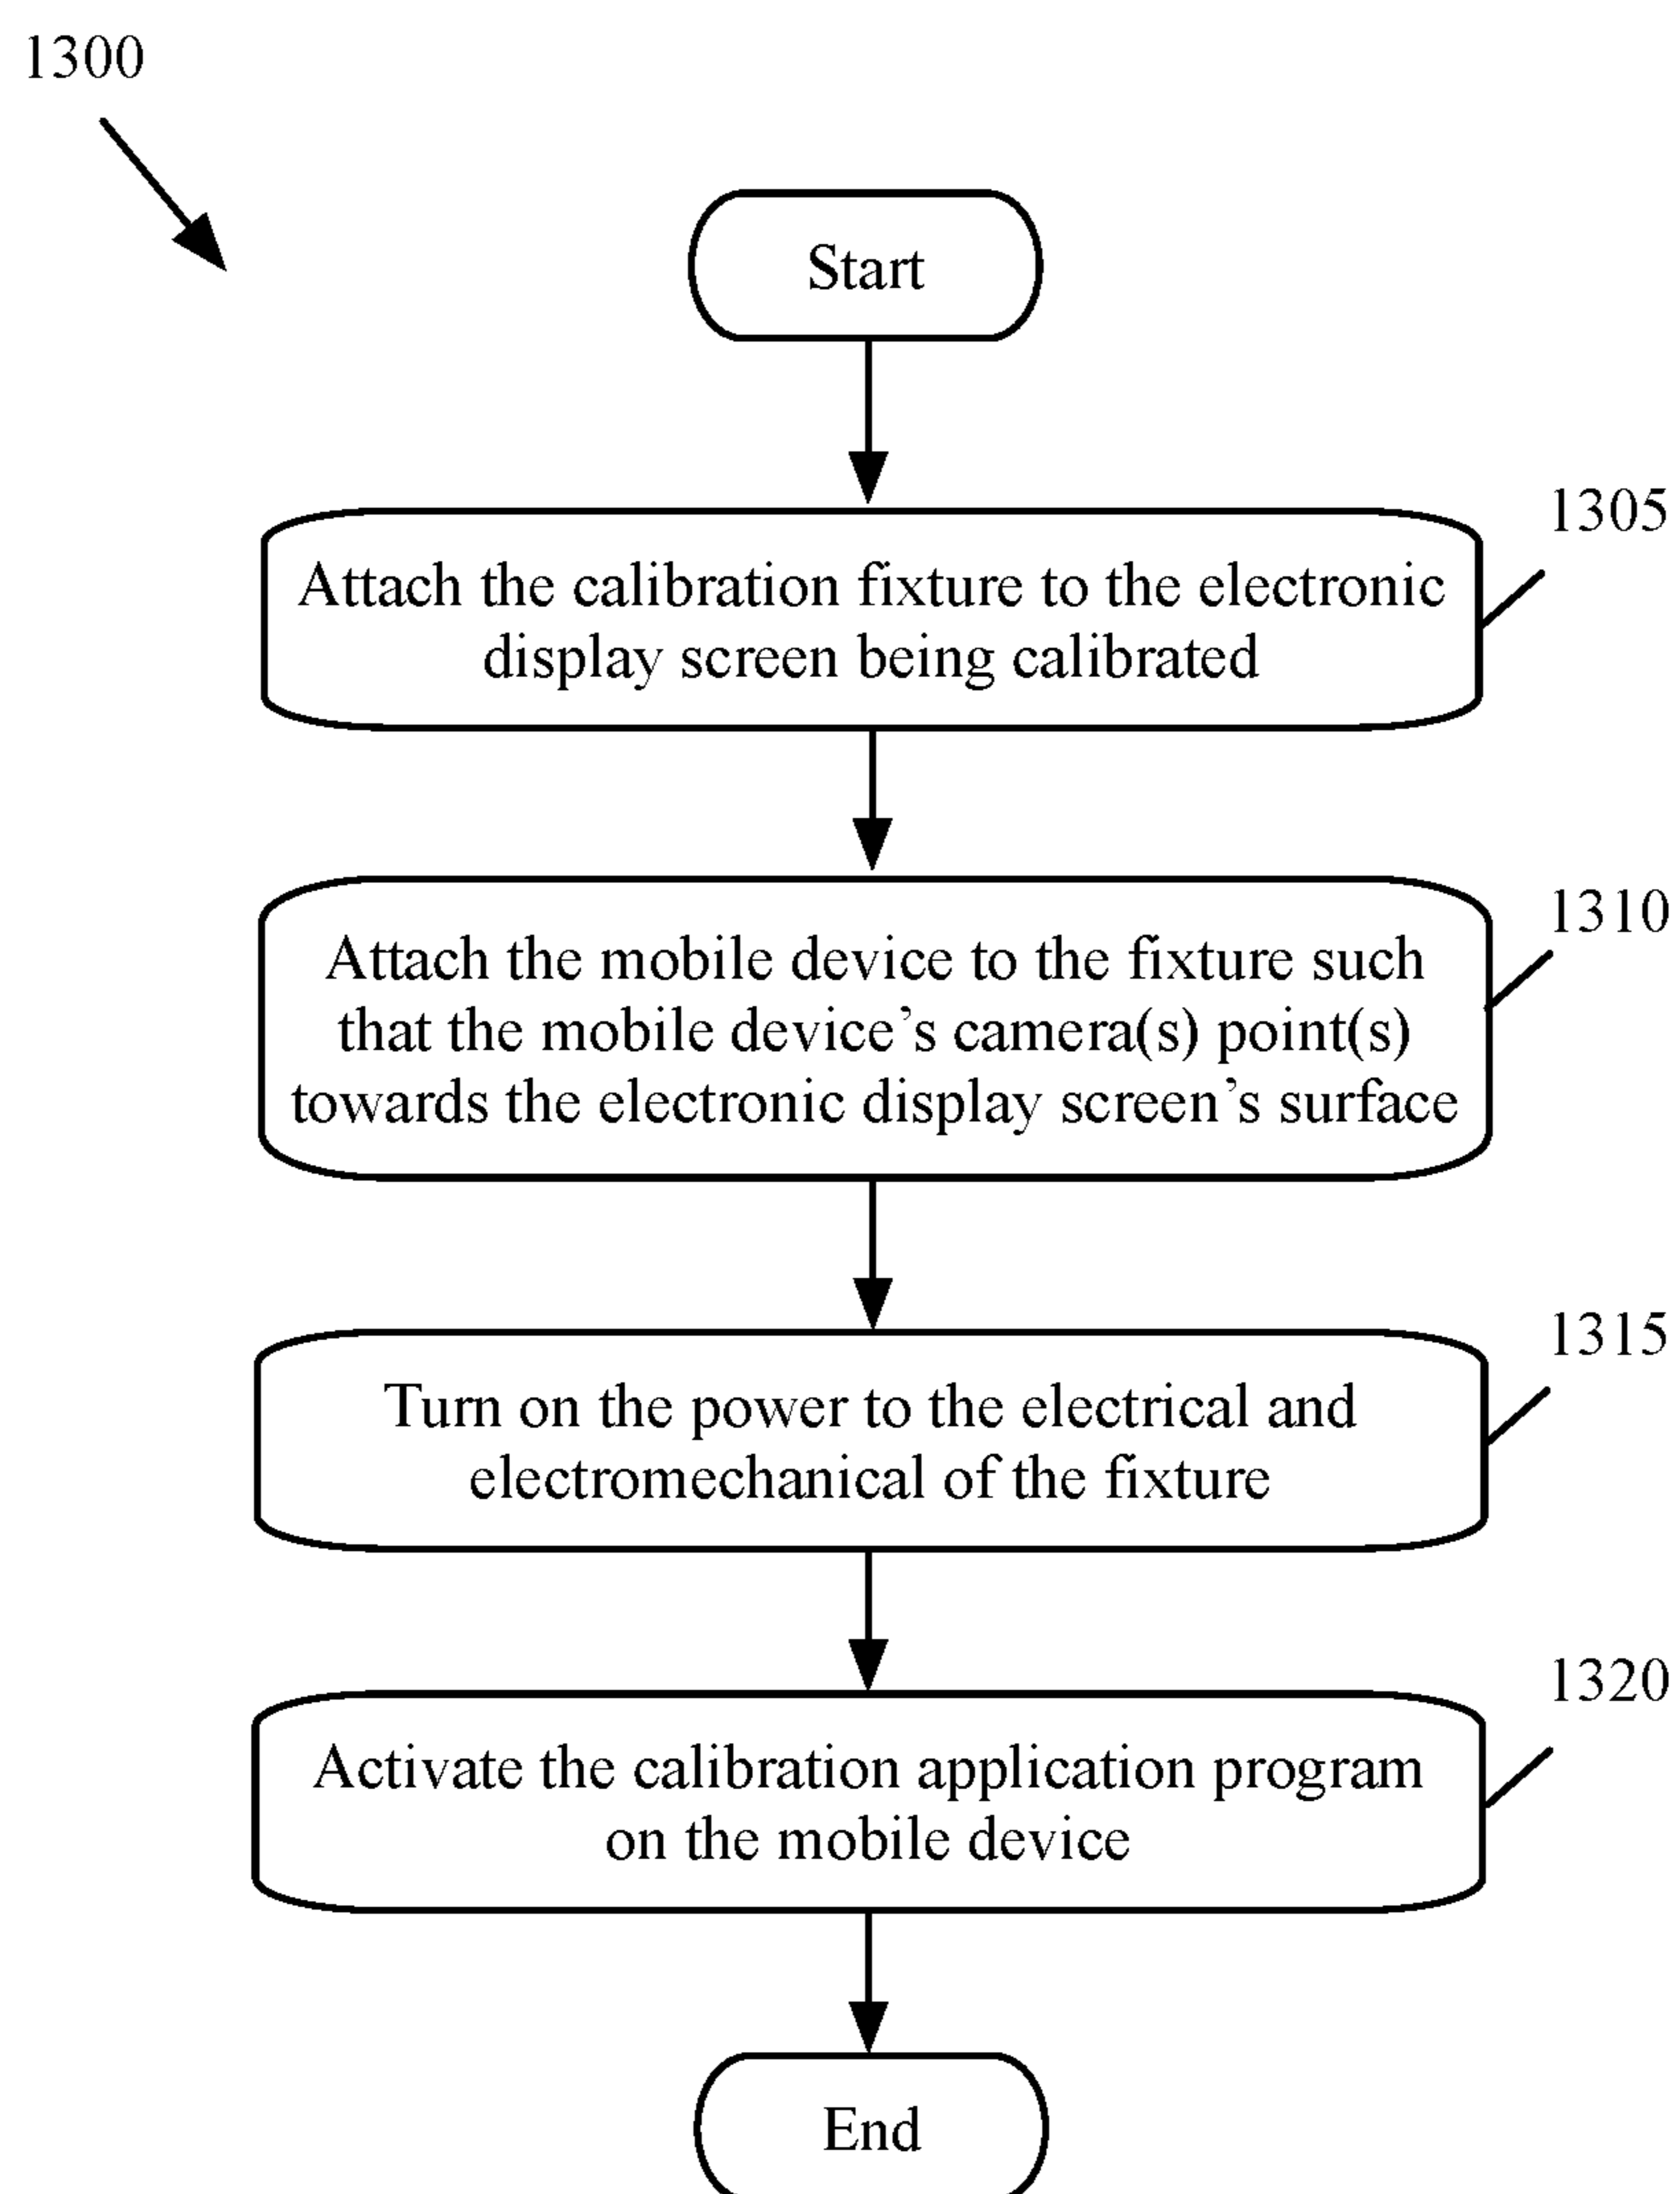 1300
Start
1305
Attach the calibration fixture to the electronic
display screen being calibrated
1310
Attach the mobile device to the fixture such
that the mobile device’s camera(s) point(s)
towards the electronic display screen’s surface
1315
Turn on the power to the electrical and
electromechanical of the fixture
1320
Activate the calibration application program
on the mobile device
End